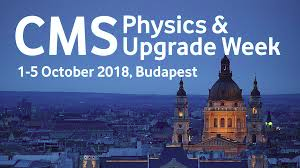 CMS Physics &
Upgrade Week
1-5 October 2018, Budapest